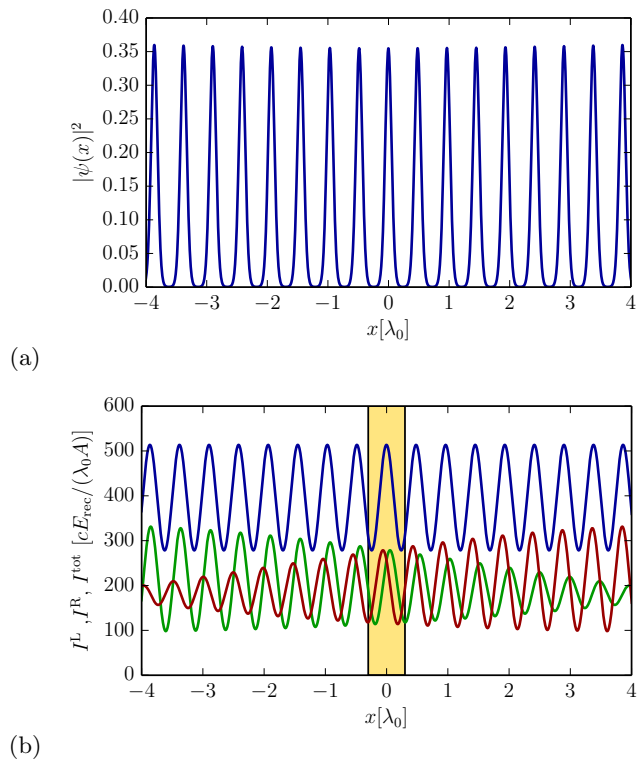 0.40
0.35
0.30
0.25
0.20
0.15
0.10
0.05
0.00
|ψ(x)|²
−4 −3 −2 −1 0 1 2 3 4
x[λ₀]
(a)
600
500
400
300
200
100
0
I^L ,I^R, I^tot [cE_rec/(λ₀A)]
−4 −3 −2 −1 0 1 2 3 4
x[λ₀]
(b)